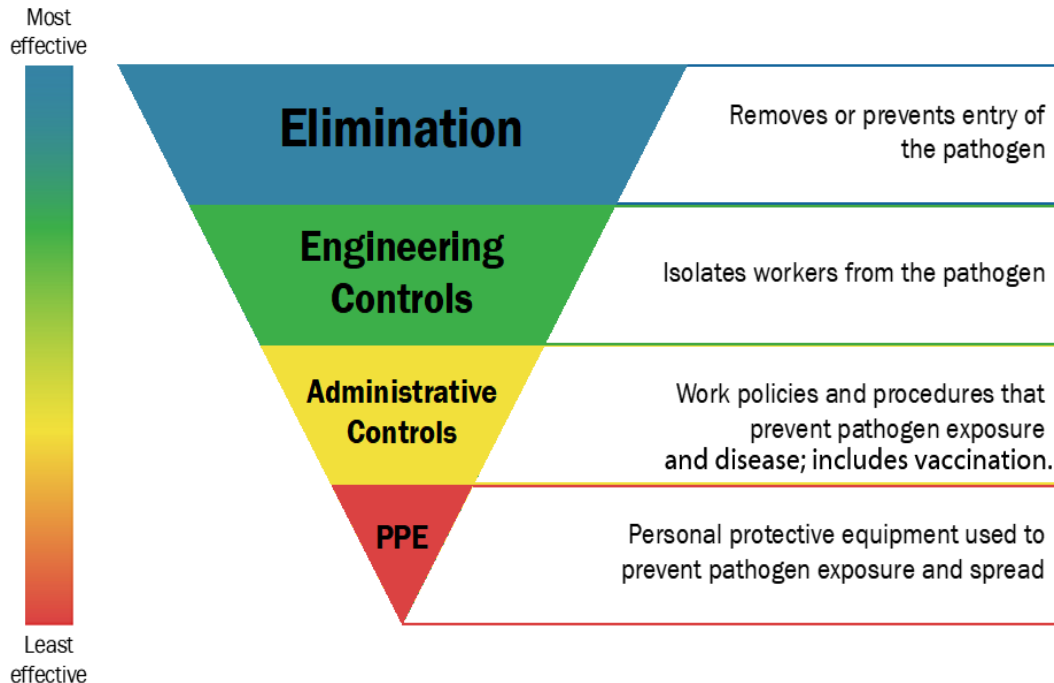 Most
effective
Elimination
Removes or prevents entry of
the pathogen
Engineering
Controls
Isolates workers from the pathogen
Administrative
Controls
Work policies and procedures that
prevent pathogen exposure
and disease; includes vaccination.
PPE
Personal protective equipment used to
prevent pathogen exposure and spread
Least
effective